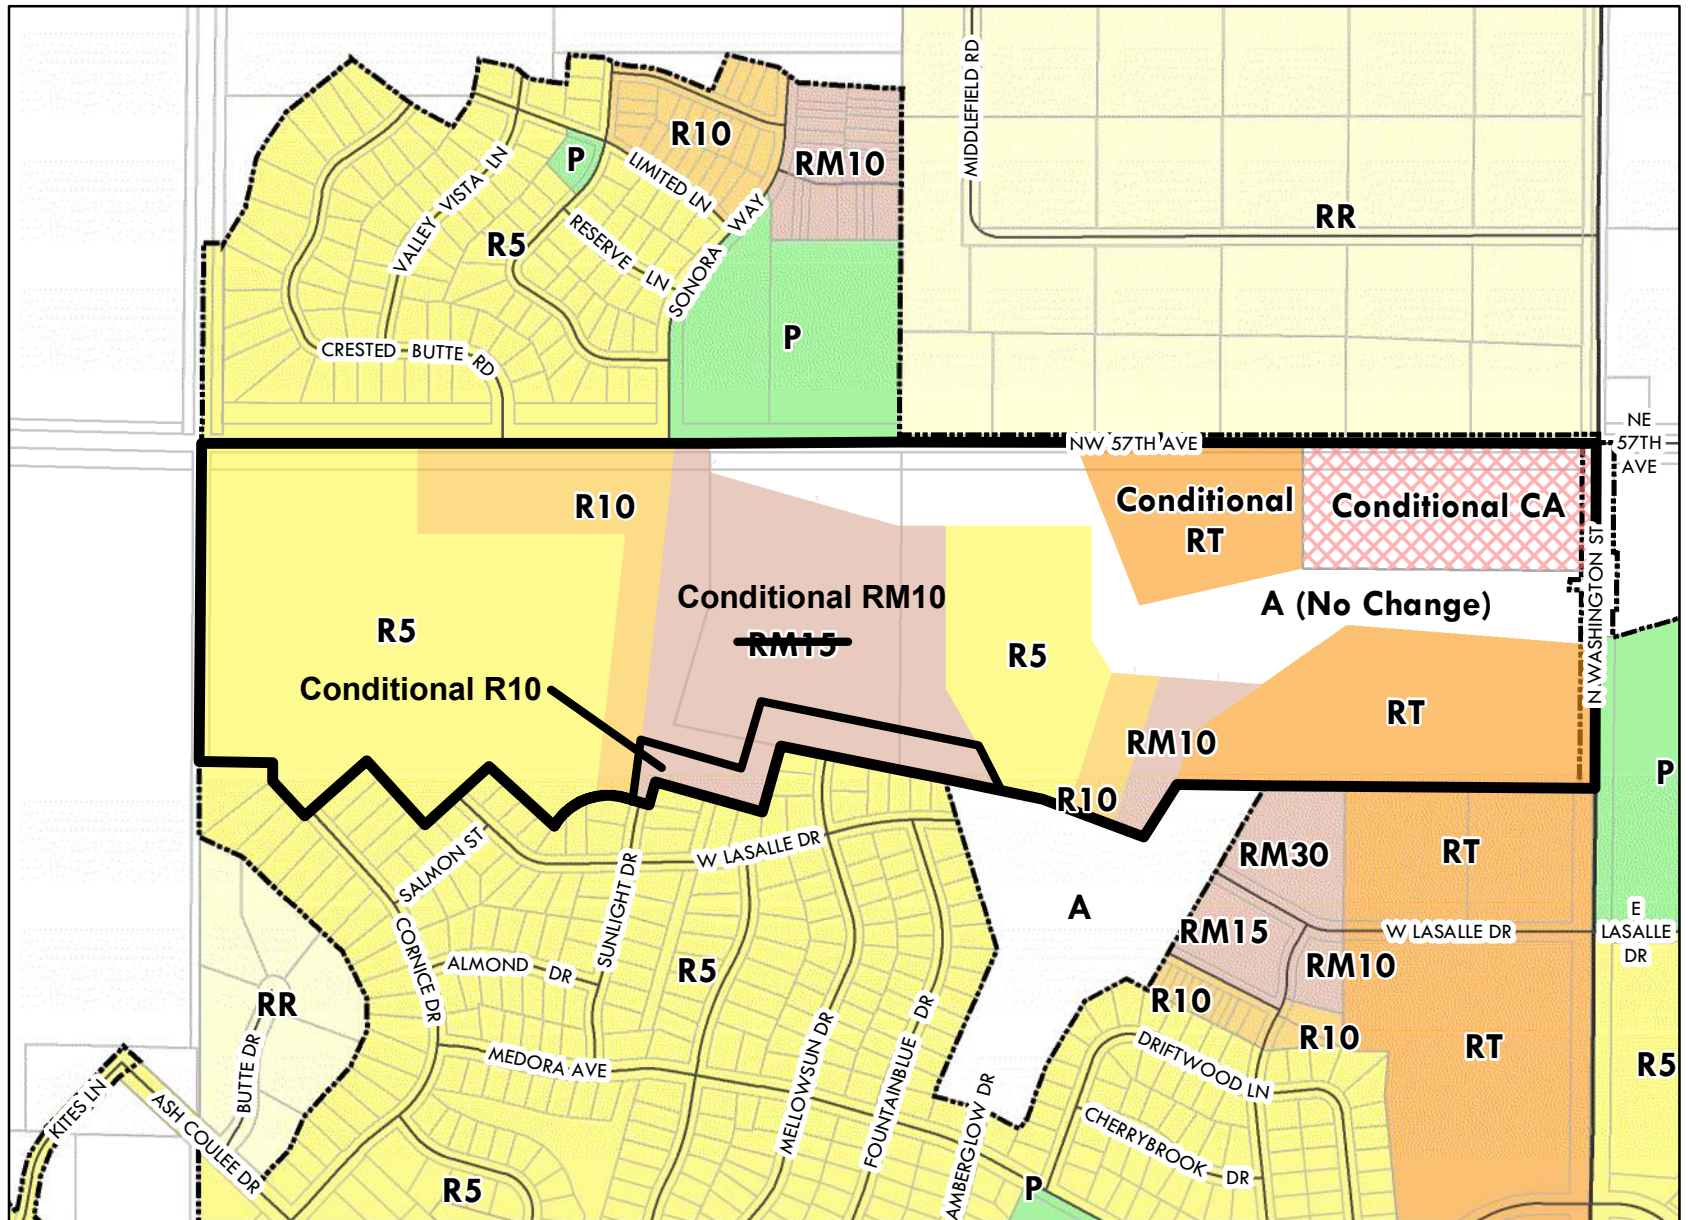 MIDDLEFIELD RD
R10
P
RM10
LIMITED LN
VALLEY VISTA LN
RR
WAY
R5
RESERVE LN
SONORA
P
CRESTED BUTTE RD
NE
57TH
AVE
NW 57TH AVE
R10
Conditional
RT
Conditional CA
Conditional RM10
RM15
A (No Change)
N WASHINGTON ST
R5
R5
Conditional R10
RT
RM10
P
R10
SALMON ST
W LASALLE DR
RM30
RT
SUNLIGHT DR
CORNICE DR
A
RM15
W LASALLE DR
E
LASALLE
DR
ALMOND DR
R5
RM10
RR
R10
R10
BUTTE DR
MEDORA AVE
MELLOWSUN DR
FOUNTAINBLUE DR
DRIFTWOOD LN
RT
R5
KITES LN
ASH COULEE DR
AMBERGLOW DR
CHERRYBROOK DR
R5
P